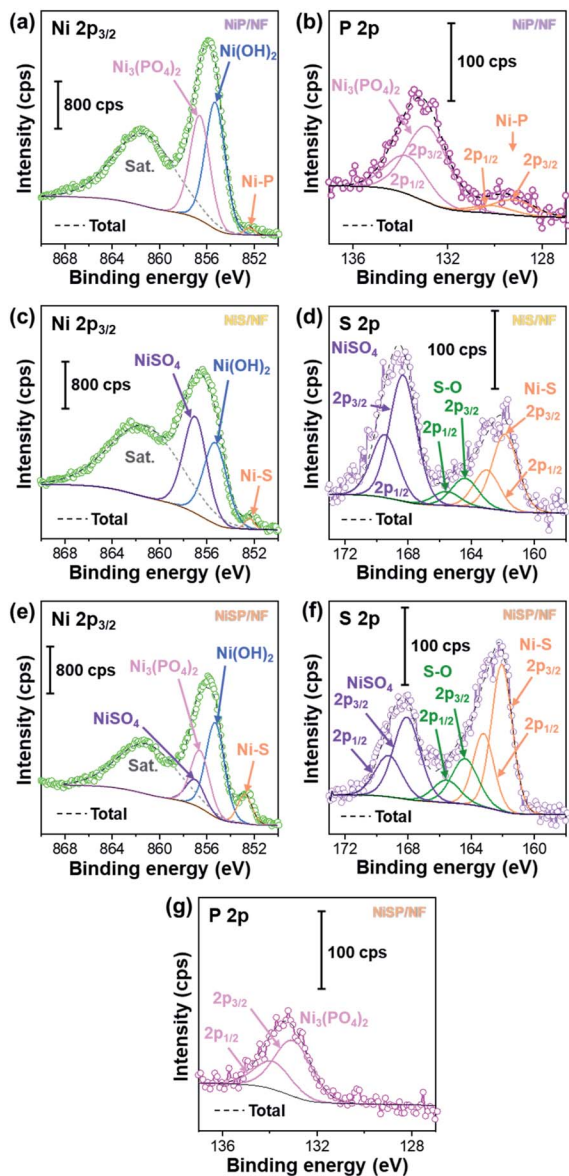 (a) Ni 2p3/2 NiP/NF
Ni3(PO4)2
Ni(OH)2
800 cps
Sat.
Ni-P
Total
868 864 860 856 852
Binding energy (eV)
Intensity (cps)
(b) P 2p NiP/NF
100 cps
Ni3(PO4)2
Ni-P
2p3/2
2p1/2
2p1/2
2p3/2
Total
136 132 128
Binding energy (eV)
Intensity (cps)
(c) Ni 2p3/2 NiS/NF
NiSO4
Ni(OH)2
800 cps
Sat.
Ni-S
Total
868 864 860 856 852
Binding energy (eV)
Intensity (cps)
(d) S 2p NiS/NF
100 cps
NiSO4
2p3/2
2p1/2
S-O
2p3/2
2p1/2
Ni-S
2p3/2
2p1/2
Total
173 168 164 160
Binding energy (eV)
Intensity (cps)
(e) Ni 2p3/2 NiSP/NF
800 cps
Ni3(PO4)2
Ni(OH)2
NiSO4
Sat.
Ni-S
Total
868 864 860 856 852
Binding energy (eV)
Intensity (cps)
(f) S 2p NiSP/NF
100 cps
NiSO4
2p3/2
2p1/2
S-O
2p3/2
2p1/2
Ni-S
2p3/2
2p1/2
Total
173 168 164 160
Binding energy (eV)
Intensity (cps)
(g) P 2p NiSP/NF
100 cps
2p3/2
2p1/2
Ni3(PO4)2
Total
136 132 128
Binding energy (eV)
Intensity (cps)